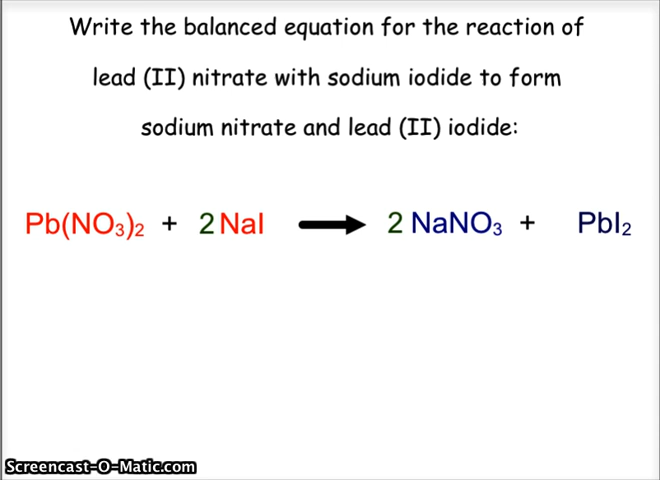 Write the balanced equation for the reaction of
lead (II) nitrate with sodium iodide to form
sodium nitrate and lead (II) iodide:
Pb(NO₃)₂ + 2 NaI ⟶ 2 NaNO₃ + PbI₂
Screencast-O-Matic.com